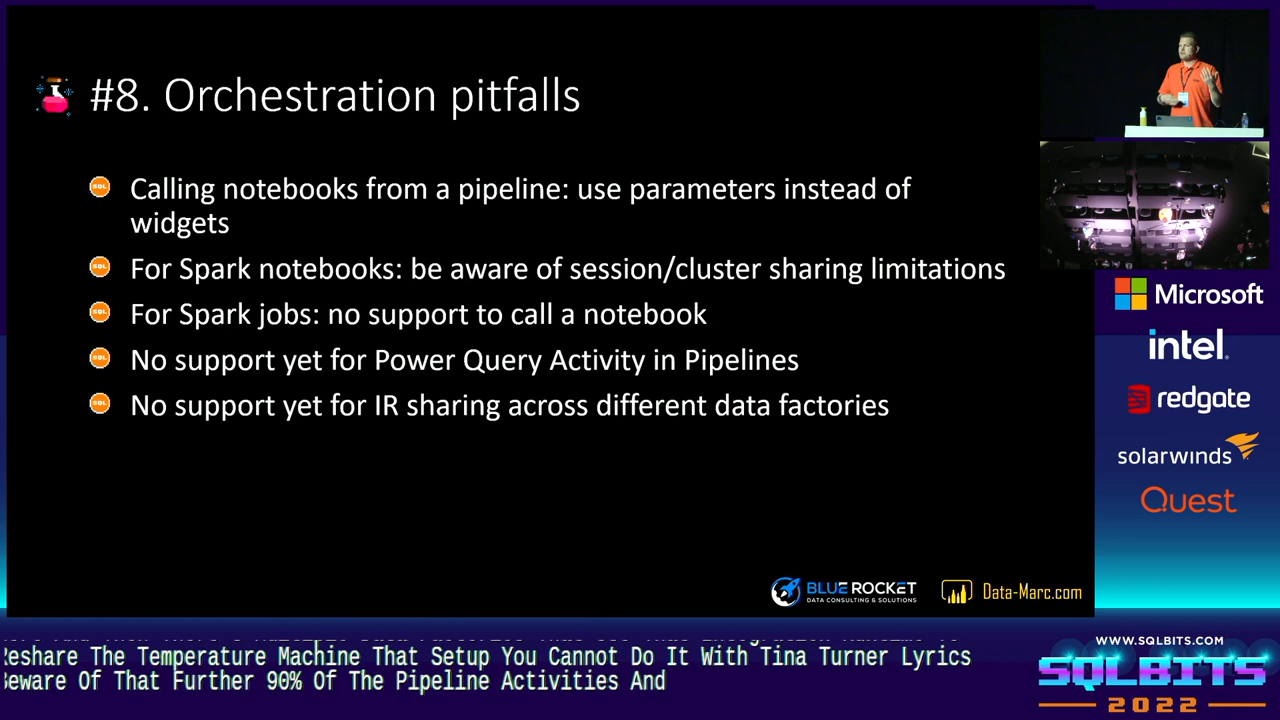 #8. Orchestration pitfalls
Calling notebooks from a pipeline: use parameters instead of
widgets
For Spark notebooks: be aware of session/cluster sharing limitations
For Spark jobs: no support to call a notebook
No support yet for Power Query Activity in Pipelines
No support yet for IR sharing across different data factories
Microsoft
intel.
redgate
solarwinds
Quest
BLUE ROCKET
DATA CONSULTING & SOLUTIONS
Data-Marc.com
Reshare The Temperature Machine That Setup You Cannot Do It With Tina Turner Lyrics
Beware Of That Further 90% Of The Pipeline Activities And
WWW.SQLBITS.COM
SQLBITS
2022